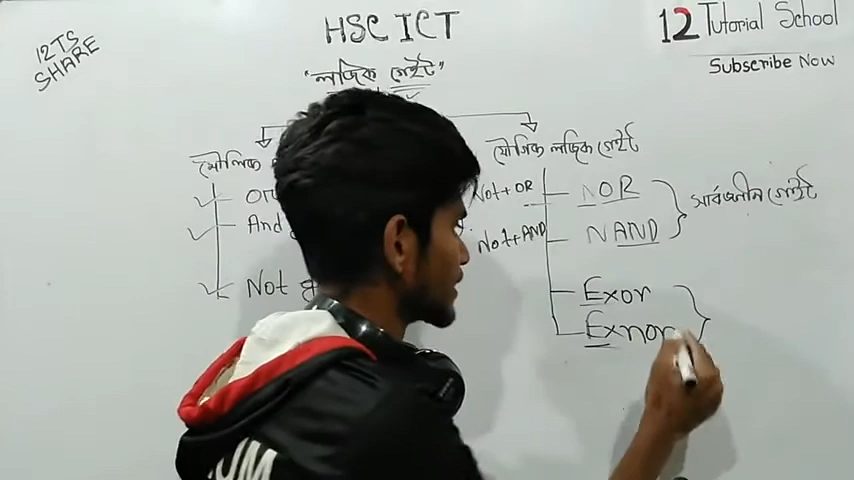 12TS
SHARE
HSC ICT
"লজিক গেইট"
12 Tutorial School
Subscribe Now
মৌলিক
যৌগিক লজিক গেইট
OR
And
Not
Not+OR NOR
Not+AND NAND
সার্বজনীন গেইট
Exor
Exnor